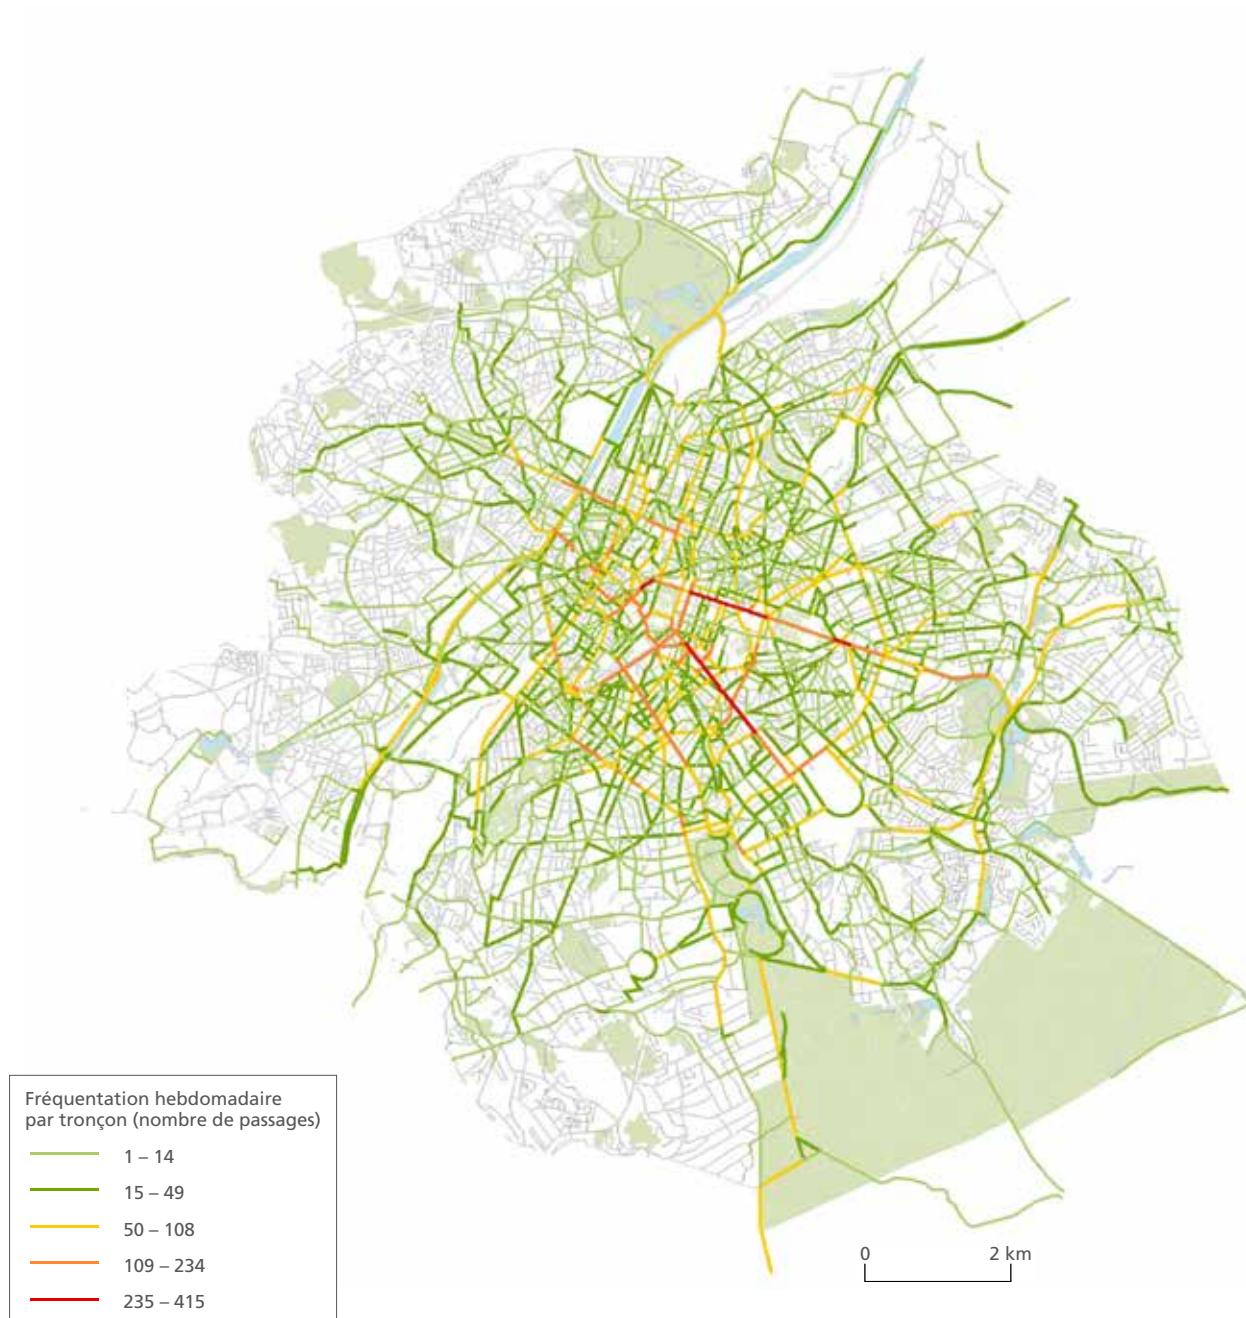 Fréquentation hebdomadaire
par tronçon (nombre de passages)
1 – 14
15 – 49
50 – 108
109 – 234
235 – 415
0 2 km